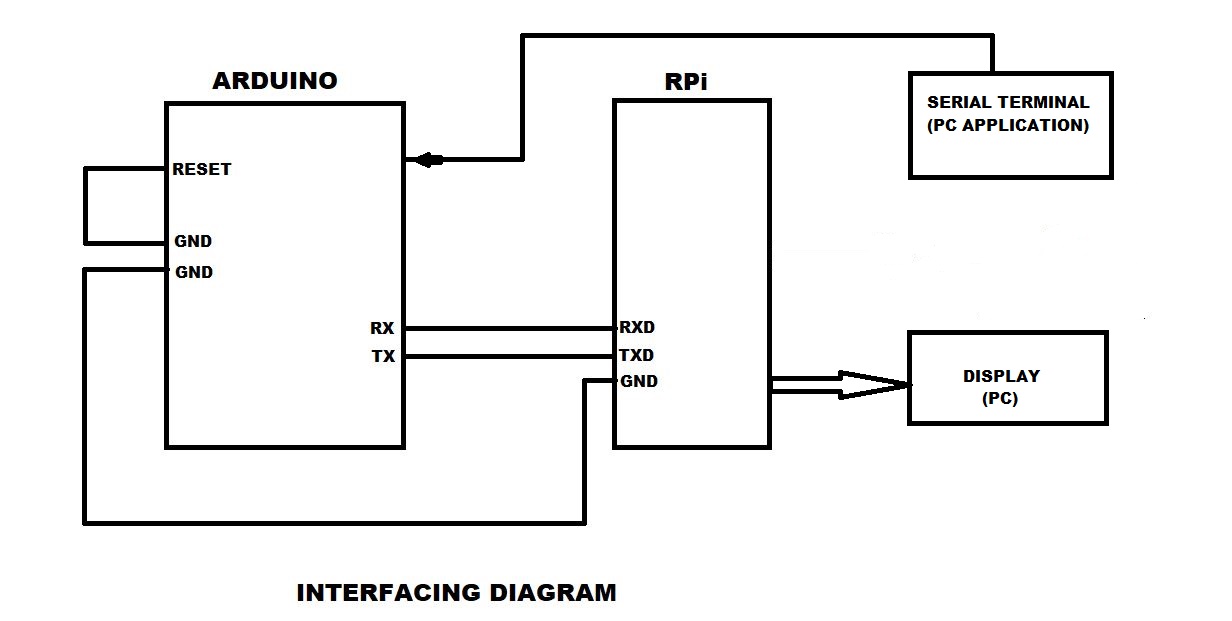 ARDUINO
RPi
SERIAL TERMINAL
(PC APPLICATION)
RESET
GND
GND
RX
TX
RXD
TXD
GND
DISPLAY
(PC)
INTERFACING DIAGRAM